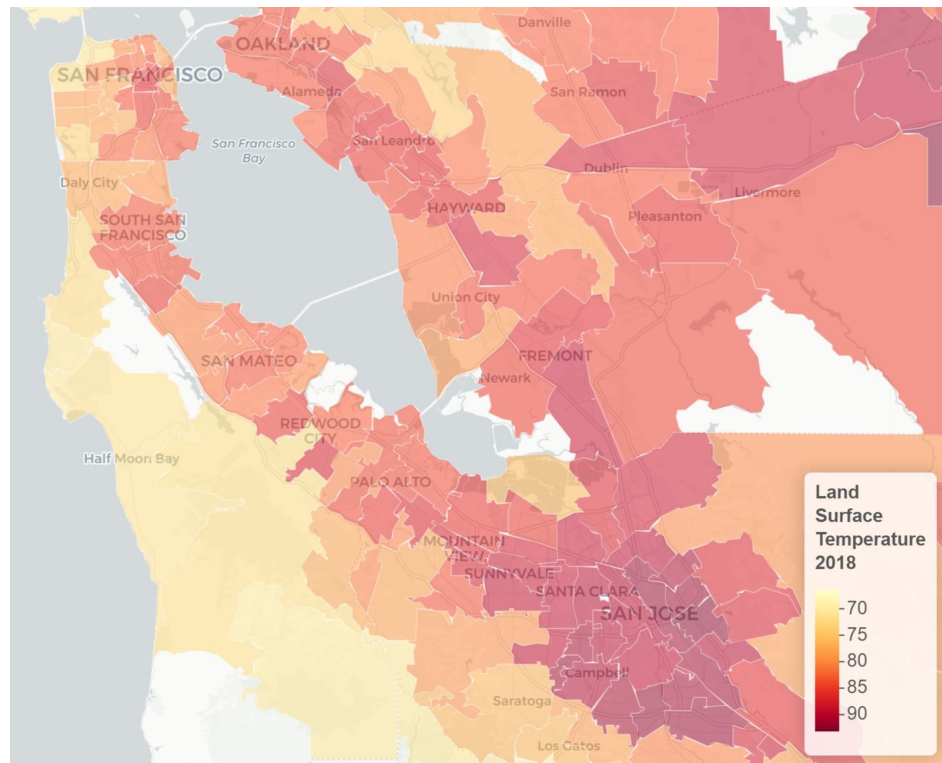 Danville
OAKLAND
SAN FRANCISCO
Alameda
San Ramon
San Francisco
Bay
San Leandro
Dublin
Daly City
Livermore
HAYWARD
Pleasanton
SOUTH SAN
FRANCISCO
Union City
SAN MATEO
FREMONT
Newark
REDWOOD
CITY
Half Moon Bay
PALO ALTO
MOUNTAIN
VIEW
SUNNYVALE
SANTA CLARA
SAN JOSE
Campbell
Saratoga
Los Gatos
Land
Surface
Temperature
2018
70
75
80
85
90